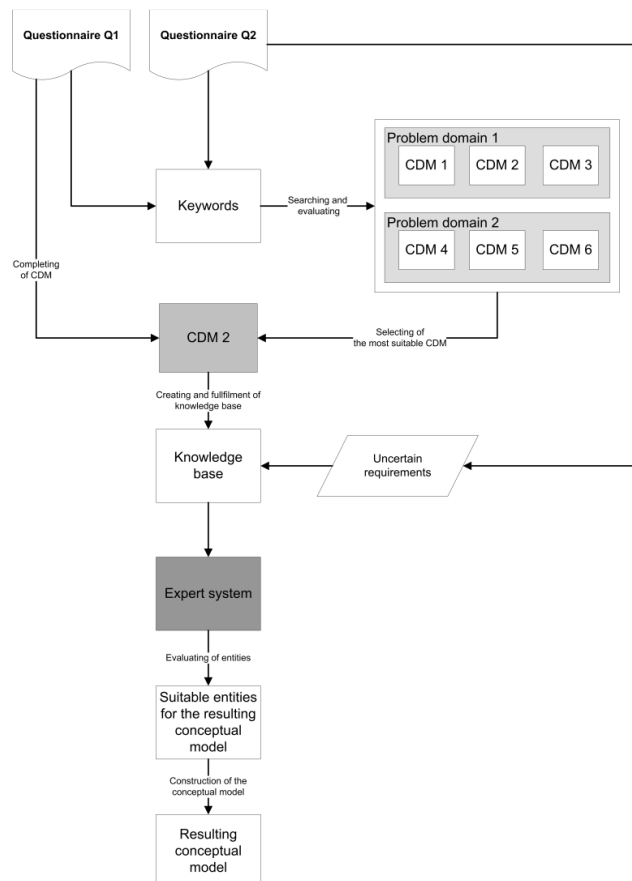 Questionnaire Q1
Questionnaire Q2
Problem domain 1
CDM 1
CDM 2
CDM 3
Keywords
Searching and
evaluating
Problem domain 2
CDM 4
CDM 5
CDM 6
Completing
of CDM
CDM 2
Selecting of
the most suitable CDM
Creating and fullfilment of
knowledge base
Knowledge
base
Uncertain
requirements
Expert system
Evaluating of entities
Suitable entities
for the resulting
conceptual
model
Construction of the
conceptual model
Resulting
conceptual
model